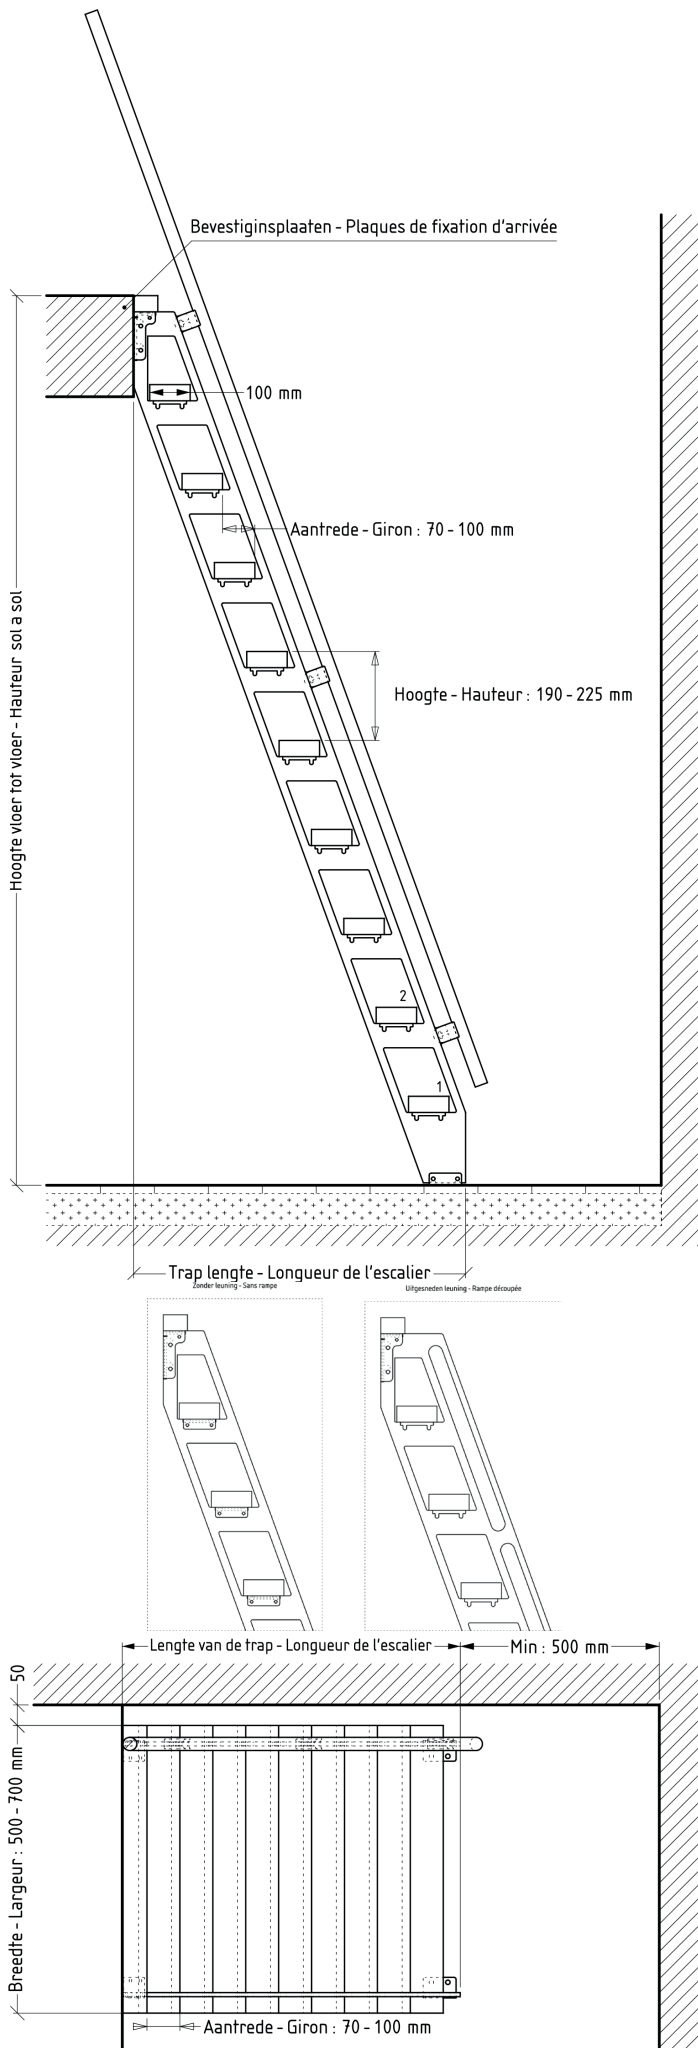 Bevestiginsplaaten - Plaques de fixation d'arrivée
100 mm
Aantrede - Giron : 70 - 100 mm
Hoogte vloer tot vloer - Hauteur sol a sol
Hoogte - Hauteur : 190 - 225 mm
2
1
Trap lengte - Longueur de l'escalier
Zonder leuning - Sans rampe
Uitgesneden leuning - Rampe découpée
Lengte van de trap - Longueur de l'escalier
Min : 500 mm
50
Breedte - Largeur : 500 - 700 mm
Aantrede - Giron : 70 - 100 mm